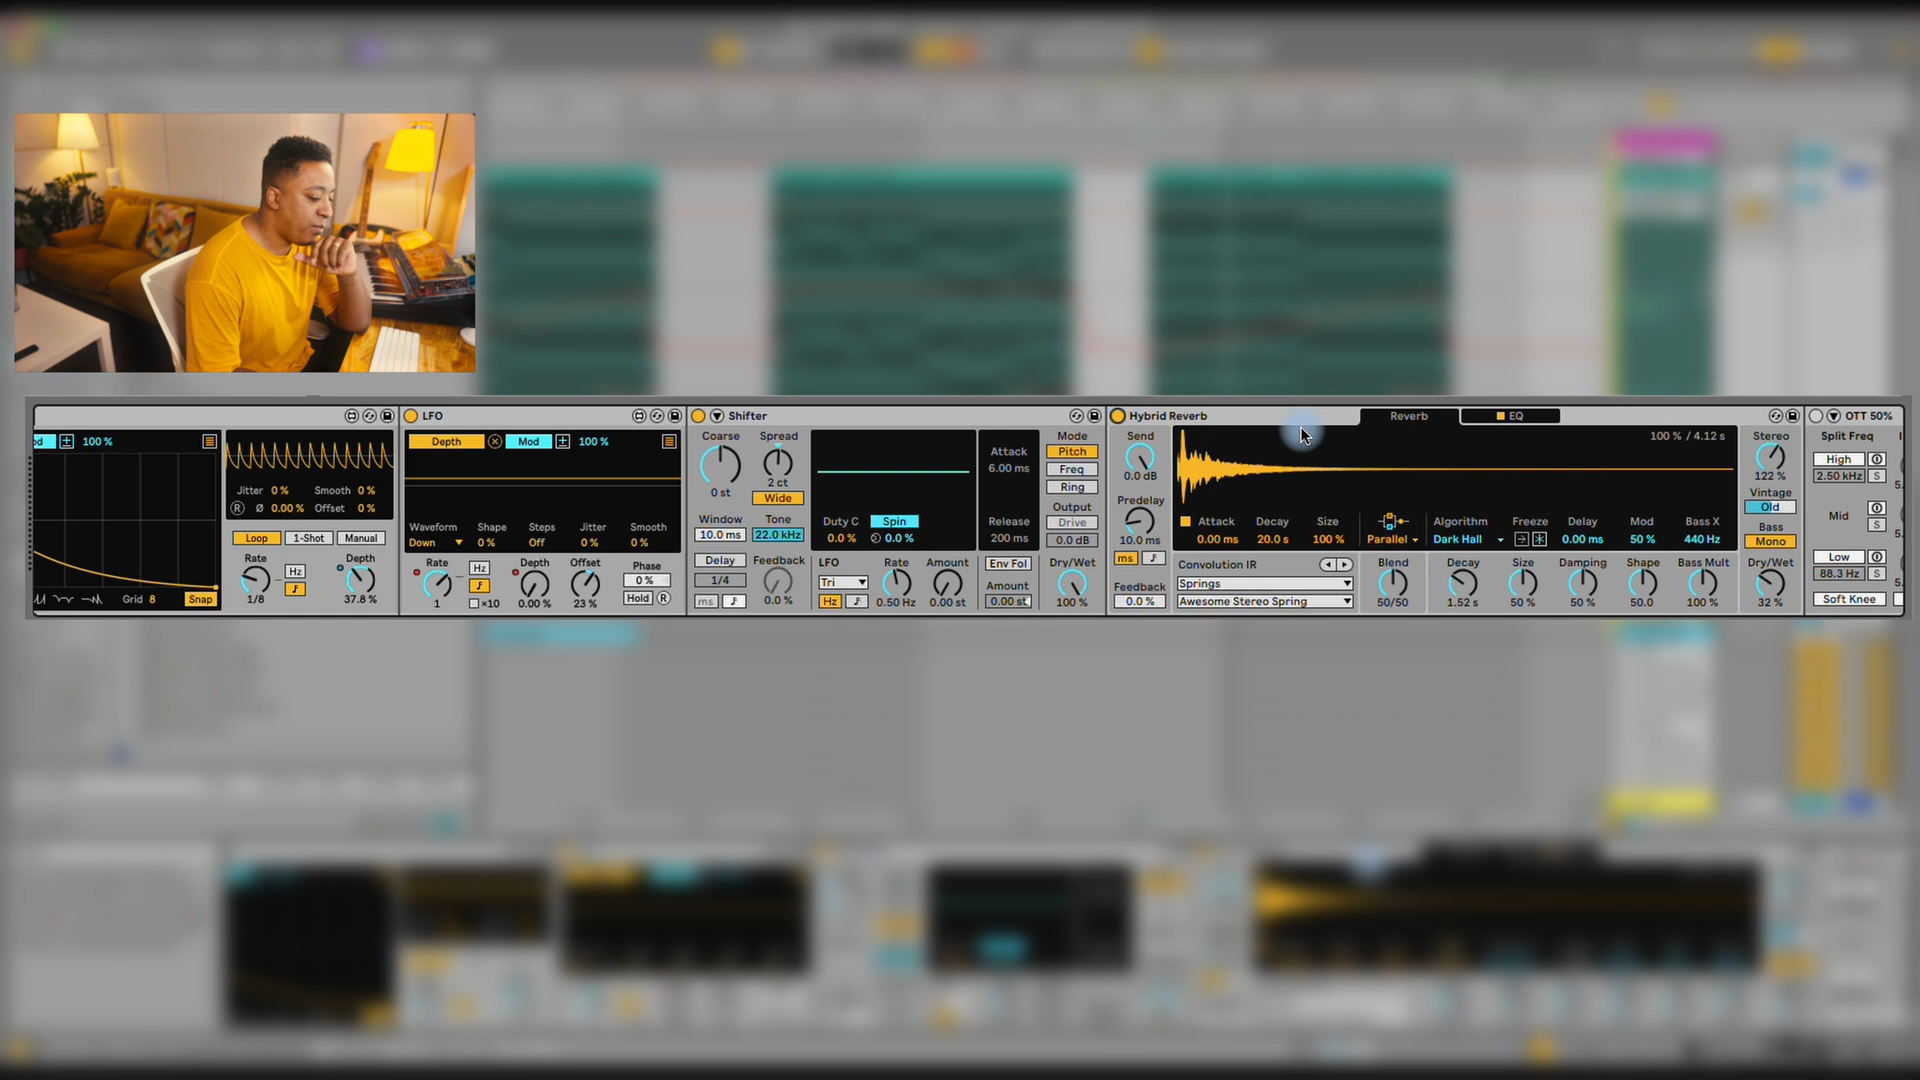 LFO
Shifter
Hybrid Reverb
Reverb
EQ
OTT 50%
100 %
Jitter 0 %
Smooth 0 %
Ø 0.00 %
Offset 0 %
R
Loop
1-Shot
Manual
Rate
1/8
Hz
Depth
37.8 %
Grid 8
Snap
Depth
Mod
100 %
Waveform
Down
Shape
0 %
Steps
Off
Jitter
0 %
Smooth
0 %
Rate
1
Hz
×10
Depth
0.00 %
Offset
23 %
Phase
0 %
Hold
R
Coarse
0 st
Spread
2 ct
Wide
Window
10.0 ms
Tone
22.0 kHz
Delay
1/4
ms
Feedback
0.0 %
Duty C
0.0 %
Spin
0.0 %
LFO
Tri
Hz
Rate
0.50 Hz
Amount
0.00 st
Attack
6.00 ms
Release
200 ms
Env Fol
Amount
0.00 st
Mode
Pitch
Freq
Ring
Output
Drive
0.0 dB
Dry/Wet
100 %
Send
0.0 dB
Predelay
10.0 ms
ms
Feedback
0.0 %
100 % / 4.12 s
Attack
0.00 ms
Decay
20.0 s
Size
100 %
Parallel
Algorithm
Dark Hall
Freeze
Delay
0.00 ms
Mod
50 %
Bass X
440 Hz
Convolution IR
Springs
Awesome Stereo Spring
Blend
50/50
Decay
1.52 s
Size
50 %
Damping
50 %
Shape
50.0
Bass Mult
100 %
Stereo
122 %
Vintage
Old
Bass
Mono
Dry/Wet
32 %
Split Freq
High
2.50 kHz
S
Mid
S
Low
88.3 Hz
S
Soft Knee